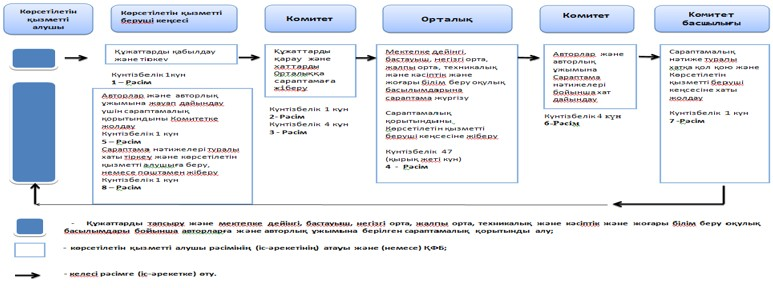 Көрсетілетін
қызметті
алушы
Көрсетілетін қызметті
беруші кеңсесі
Комитет
Орталық
Комитет
Комитет
басшылығы
Құжаттарды қабылдау
және тіркеу
Күнтізбелік 1күн
1 – Рәсім
Авторлар және авторлық
ұжымына жауап дайындау
үшін сараптамалық
қорытындыны Комитетке
жолдау
Күнтізбелік 1 күн
5 – Рәсім
Сараптама нәтижелері туралы
хаты тіркеу және көрсетілетін
қызметті алушыға беру,
немесе поштамен жіберу
Күнтізбелік 1 күн
8 – Рәсім
Құжаттарды
қарау және
хаттарды
Орталыққа
сараптамаға
жіберу
Күнтізбелік 1 күн
2- Рәсім
Күнтізбелік 4 күн
3 - Рәсім
Мектепке дейінгі,
бастауыш, негізгі орта,
жалпы орта, техникалық
және кәсіптік және
жоғары білім беру оқулық
басылымдарына
сараптама жүргізу
Сараптамалық
қорытындыны
Көрсетілетін қызметті
беруші кеңсесіне жіберу
Күнтізбелік 47
(қырық жеті күн)
4 - Рәсім
Авторлар және
авторлық
ұжымына
Сараптама
нәтижелері
бойынша хат
дайындау
Күнтізбелік 4 күн
6-Рәсім
Сараптамалық
нәтиже туралы
хатқа қол қою және
Көрсетілетін
қызметті беруші
кеңсесіне хаты
жолдау
Күнтізбелік 1 күн
7 -Рәсім
- Құжаттарды тапсыру және мектепке дейінгі, бастауыш, негізгі орта, жалпы орта, техникалық және кәсіптік және жоғары білім беру оқулық
басылымдары бойынша авторларға және авторлық ұжымына берілген сараптамалық қорытынды алу;
- көрсетілетін қызметті алушы рәсімінің (іс-әрекетінің) атауы және (немесе) ҚФБ;
- келесі рәсімге (іс-әрекетке) өту.